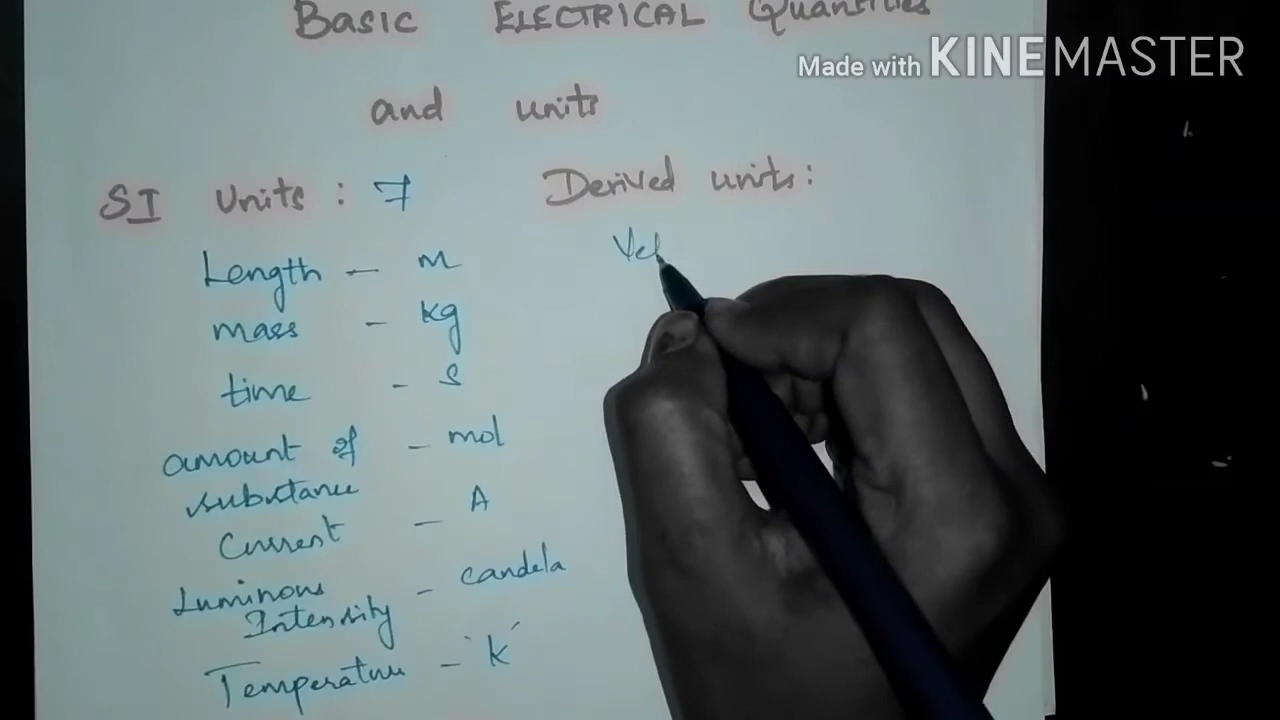 Basic ELECTRICAL Quantities
Made with KINEMASTER
and units
SI Units : 7
Length - m
mass - kg
time - s
amount of - mol
substance
Current - A
Luminous - candela
Intensity
Temperature - 'K'
Derived units :
Vel